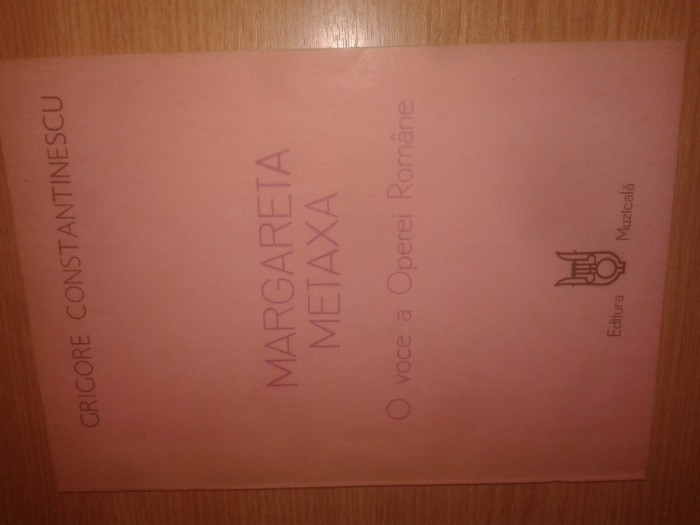 GRIGORE CONSTANTINESCU
MARGARETA
METAXA
O voce a Operei Române
Editura Muzicală